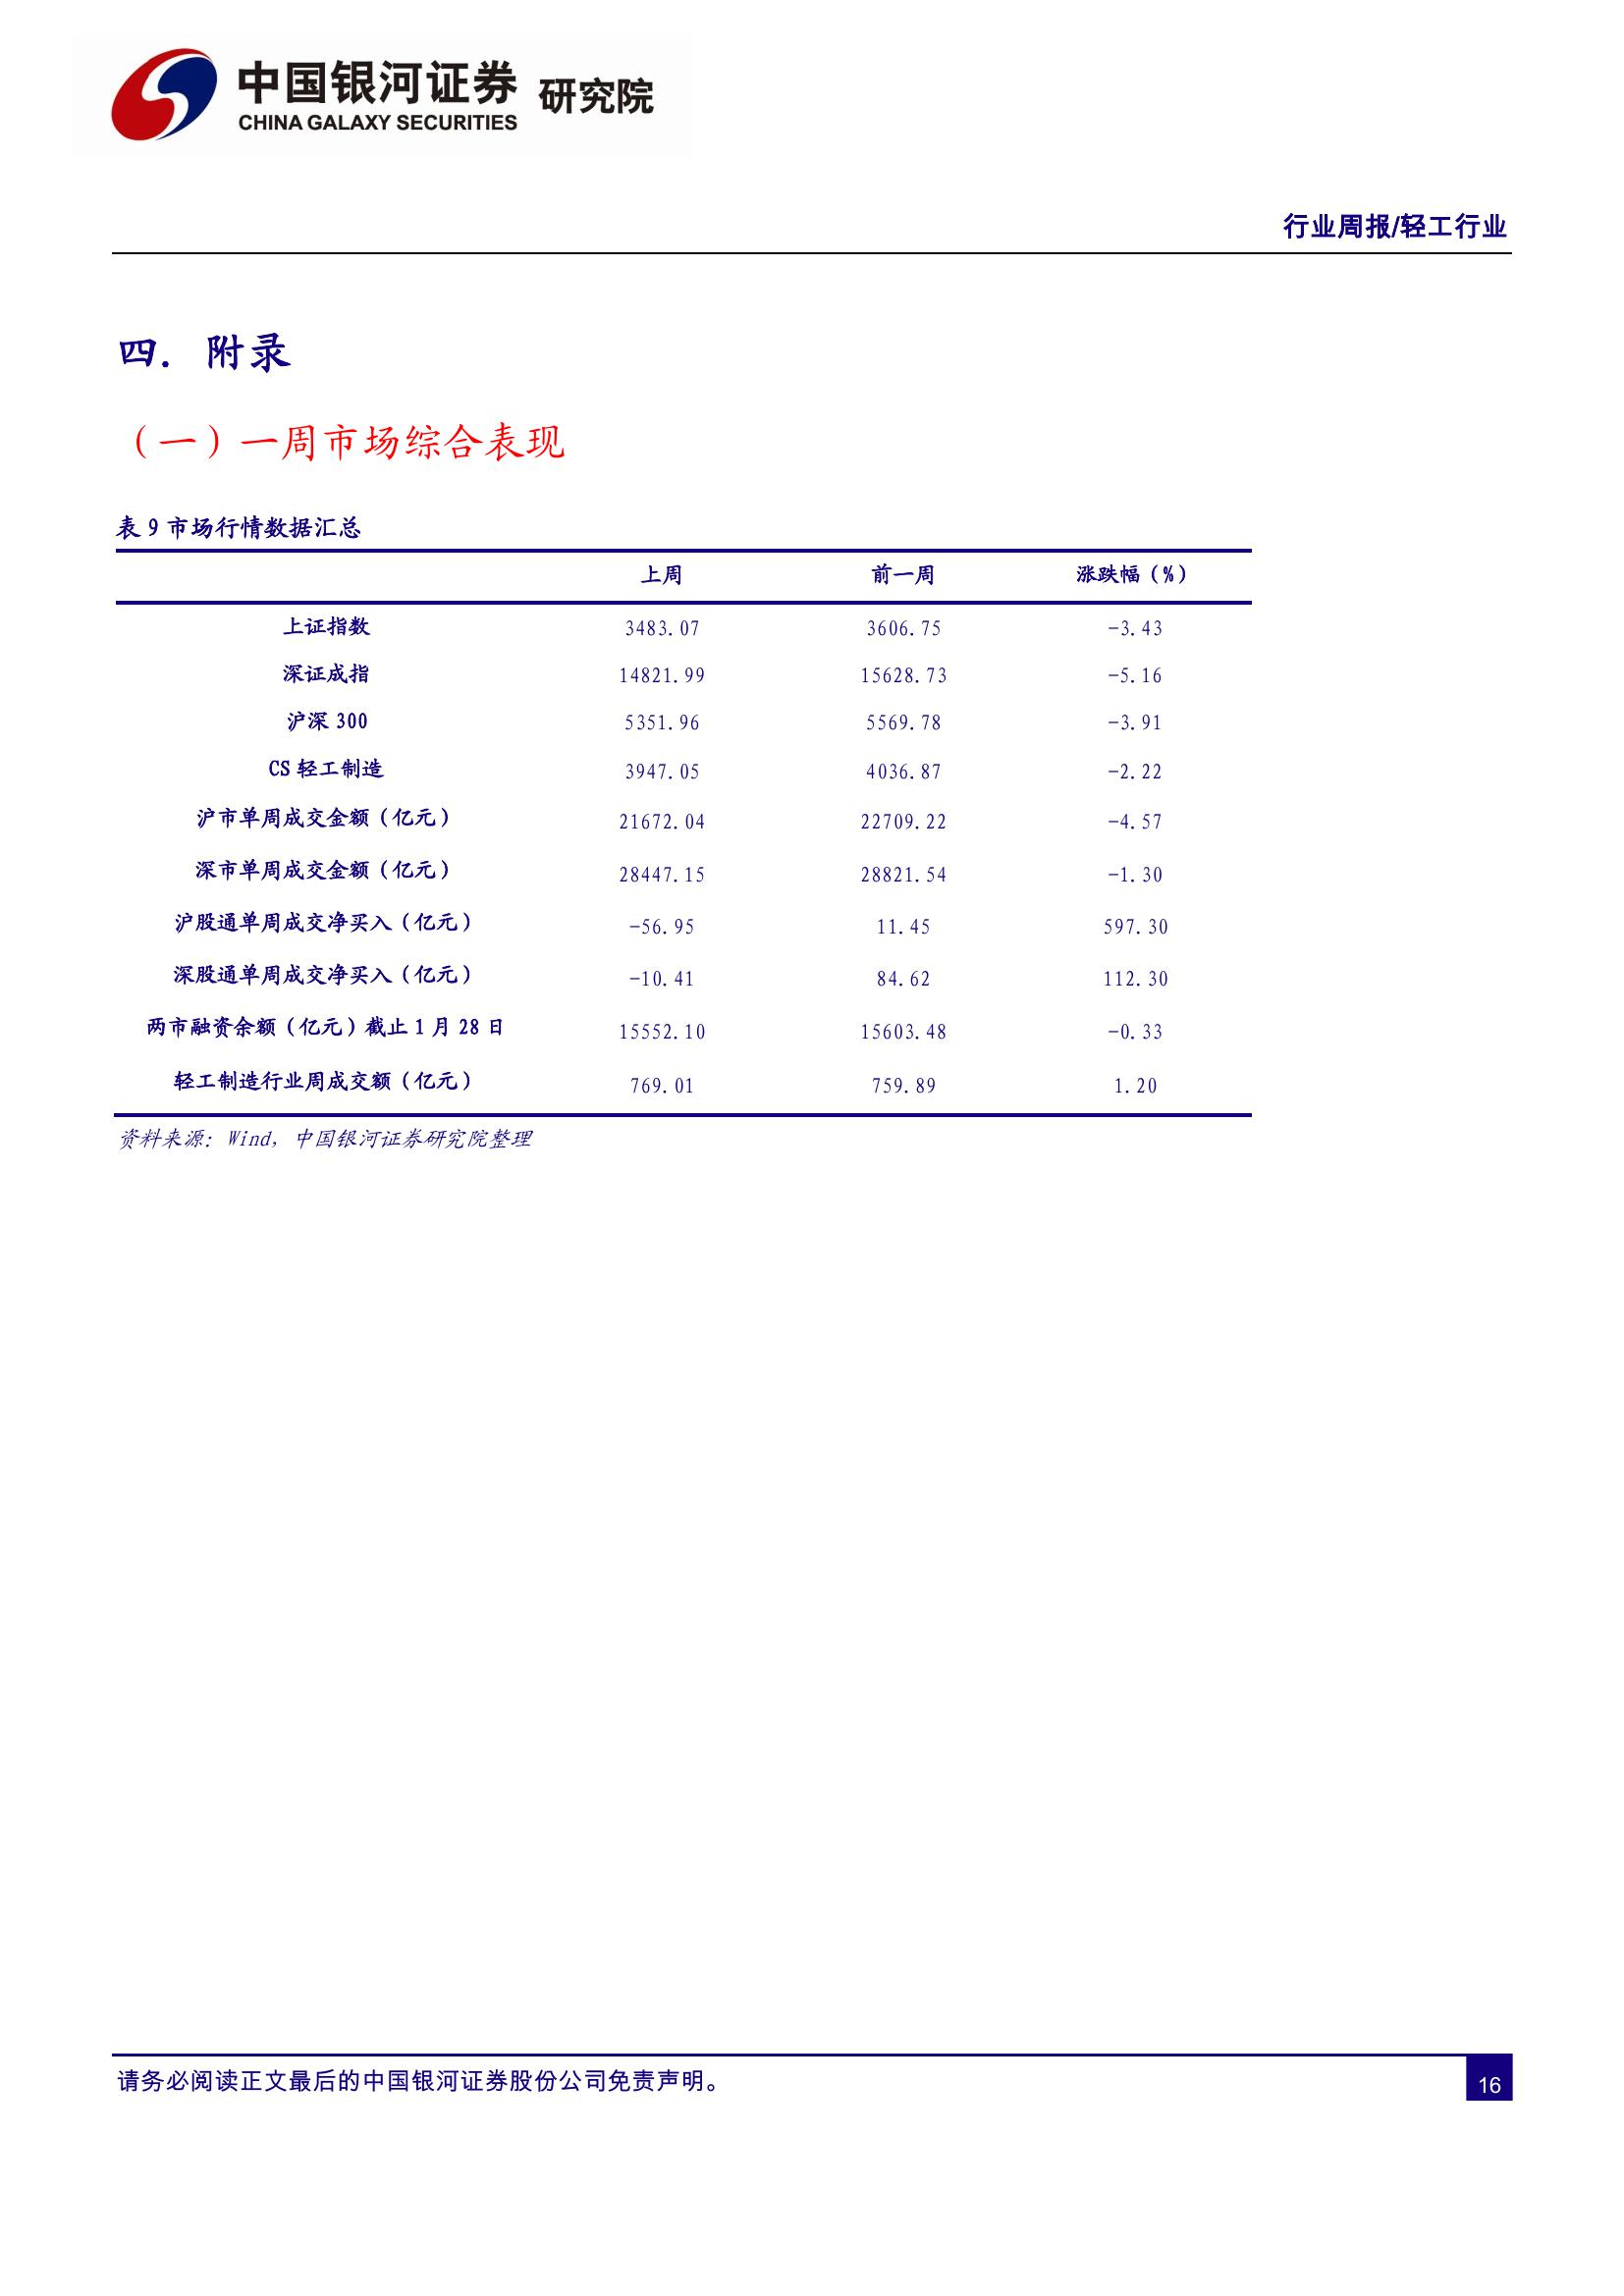 中国银河证券 研究院
CHINA GALAXY SECURITIES
行业周报/轻工行业
四. 附录
（一）一周市场综合表现
表 9 市场行情数据汇总
上周 前一周 涨跌幅（%）
上证指数 3483.07 3606.75 -3.43
深证成指 14821.99 15628.73 -5.16
沪深 300 5351.96 5569.78 -3.91
CS 轻工制造 3947.05 4036.87 -2.22
沪市单周成交金额（亿元） 21672.04 22709.22 -4.57
深市单周成交金额（亿元） 28447.15 28821.54 -1.30
沪股通单周成交净买入（亿元） -56.95 11.45 597.30
深股通单周成交净买入（亿元） -10.41 84.62 112.30
两市融资余额（亿元）截止 1 月 28 日 15552.10 15603.48 -0.33
轻工制造行业周成交额（亿元） 769.01 759.89 1.20
资料来源：Wind，中国银河证券研究院整理
请务必阅读正文最后的中国银河证券股份公司免责声明。
16